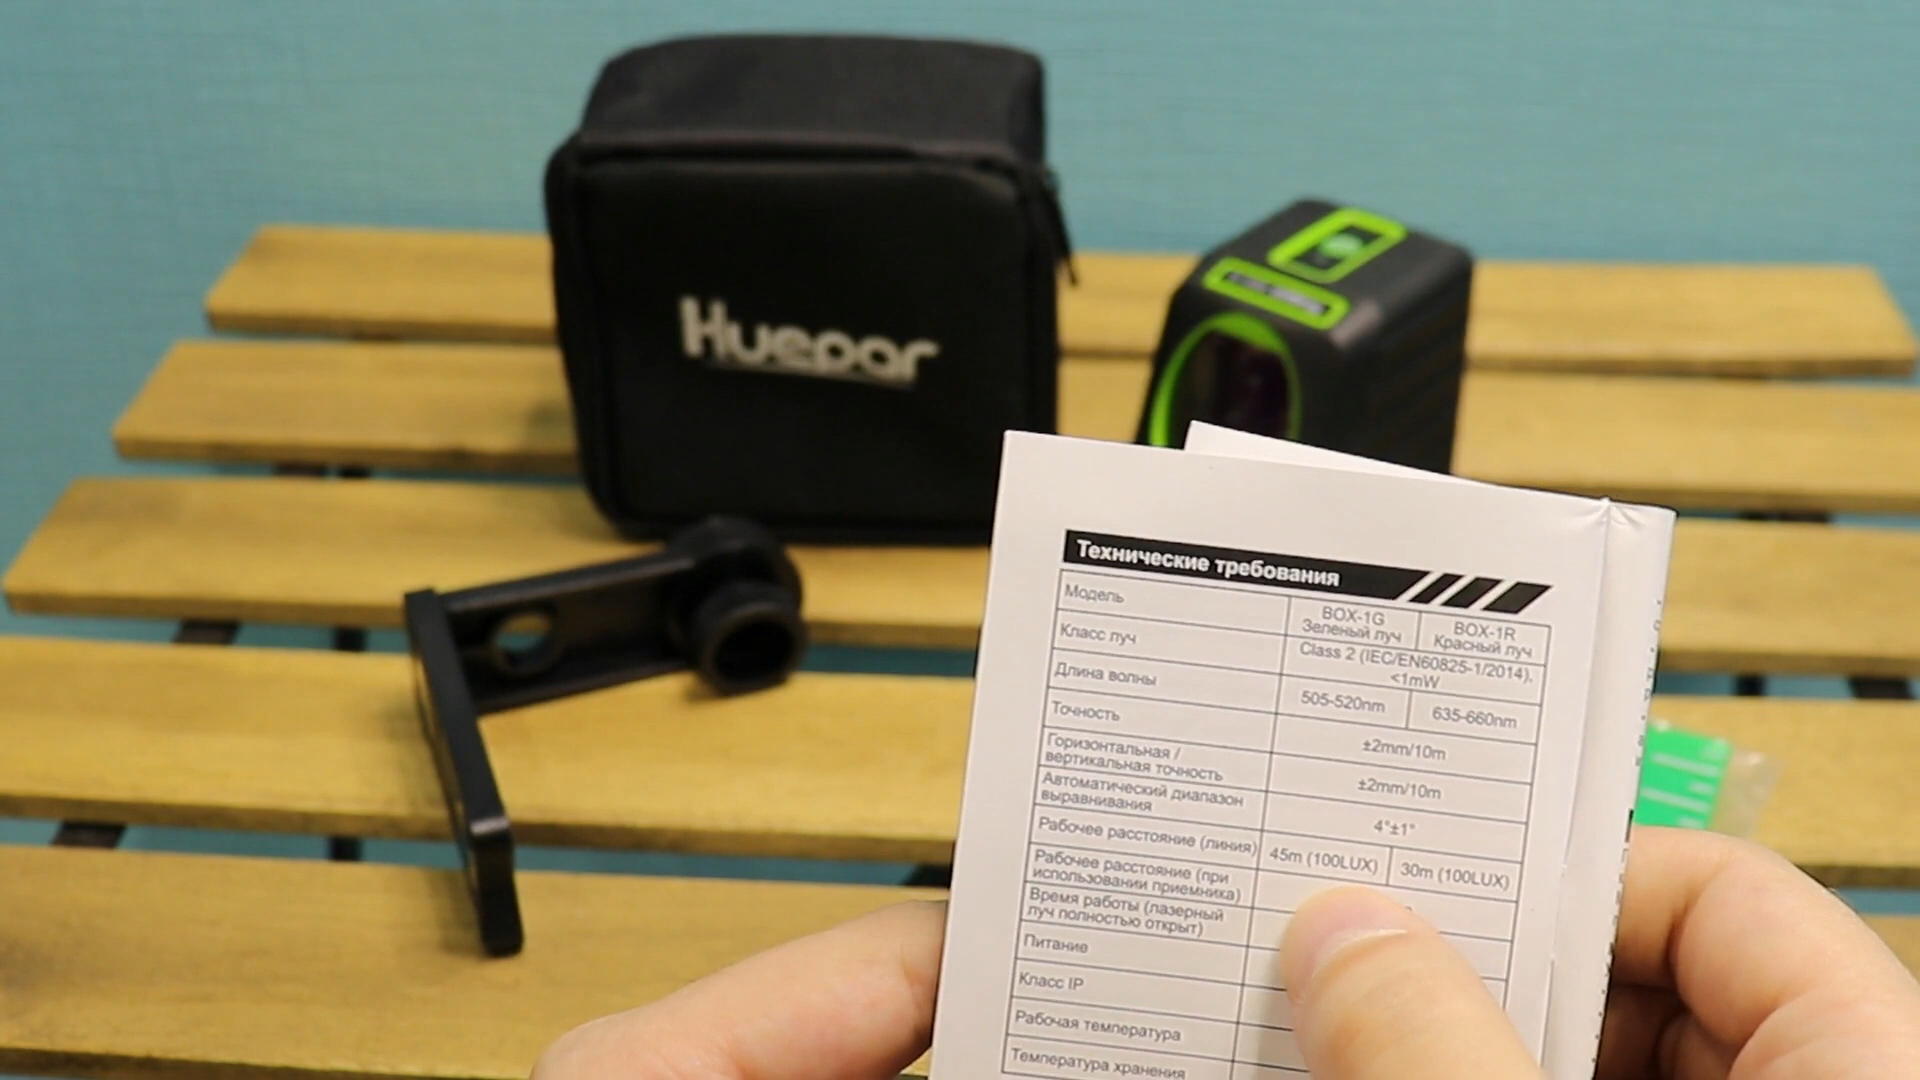 Huepar
Технические требования
Модель
BOX-1G
Зеленый луч
BOX-1R
Красный луч
Класс луч
Class 2 (IEC/EN60825-1/2014),
<1mW
Длина волны
505-520nm
635-660nm
Точность
±2mm/10m
Горизонтальная /
вертикальная точность
±2mm/10m
Автоматический диапазон
выравнивания
4°±1°
Рабочее расстояние (линия)
45m (100LUX)
30m (100LUX)
Рабочее расстояние (при
использовании приемника)
Время работы (лазерный
луч полностью открыт)
Питание
Класс IP
Рабочая температура
Температура хранения